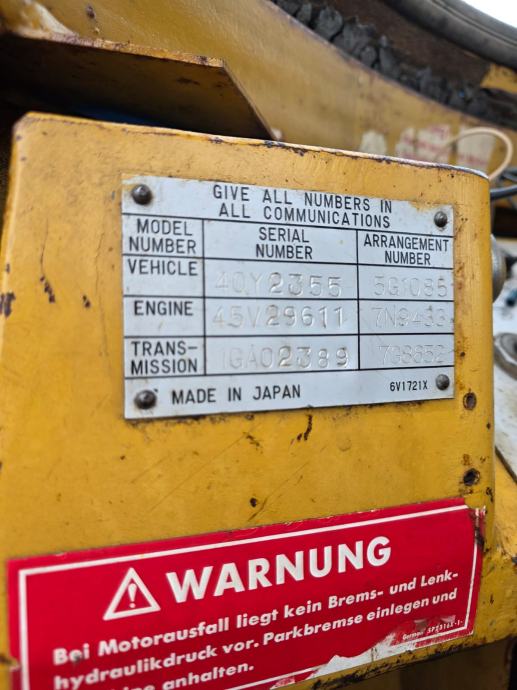 GIVE ALL NUMBERS IN
ALL COMMUNICATIONS
MODEL NUMBER SERIAL NUMBER ARRANGEMENT NUMBER
VEHICLE 40Y2355 5G1085
ENGINE 45V29611 7N9433
TRANS-MISSION 1GA02389 7G8852
MADE IN JAPAN 6V1721X
WARNUNG
Bei Motorausfall liegt kein Brems- und Lenk-
hydraulikdruck vor. Parkbremse einlegen und
anhalten.
German